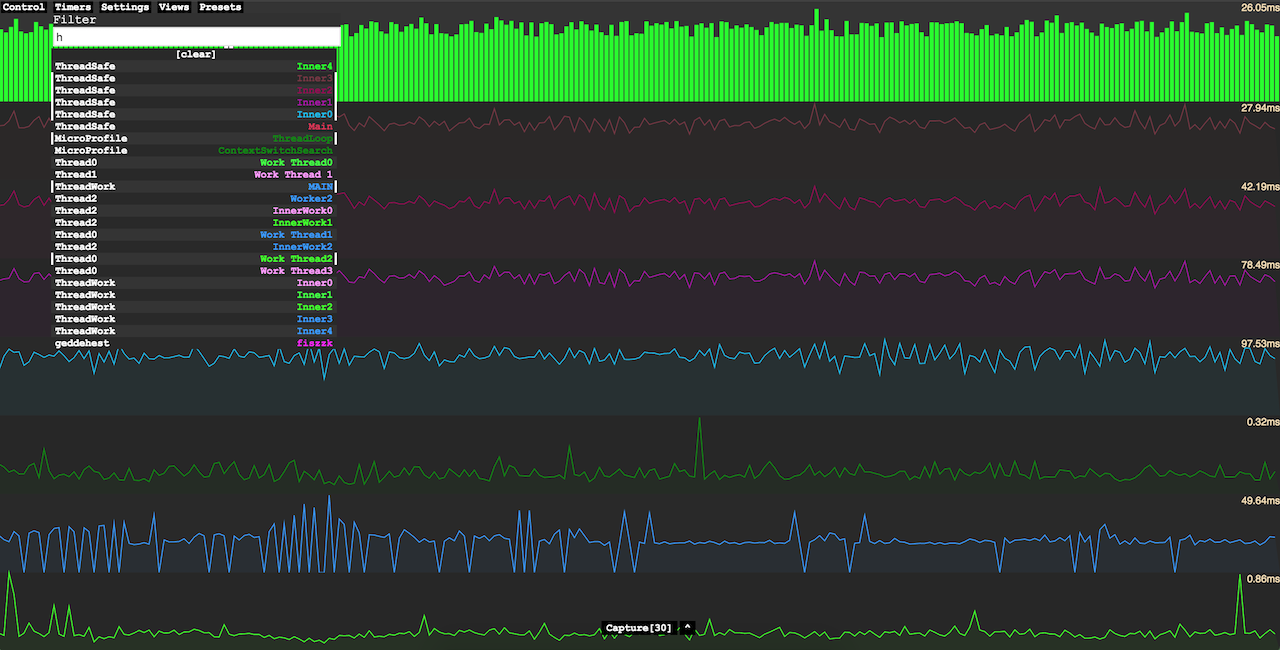 Control Timers Settings Views Presets
26.05ms
Filter
h
[clear]
ThreadSafe Inner4
ThreadSafe Inner3
ThreadSafe Inner2
ThreadSafe Inner1
ThreadSafe Inner0
ThreadSafe Main
MicroProfile ThreadLoop
MicroProfile ContextSwitchSearch
Thread0 Work Thread0
Thread1 Work Thread 1
ThreadWork MAIN
Thread2 Worker2
Thread2 InnerWork0
Thread2 InnerWork1
Thread0 Work Thread1
Thread2 InnerWork2
Thread0 Work Thread2
Thread0 Work Thread3
ThreadWork Inner0
ThreadWork Inner1
ThreadWork Inner2
ThreadWork Inner3
ThreadWork Inner4
geddehest fiszzk
27.94ms
42.19ms
78.49ms
97.53ms
0.32ms
49.64ms
0.86ms
Capture[30] ^